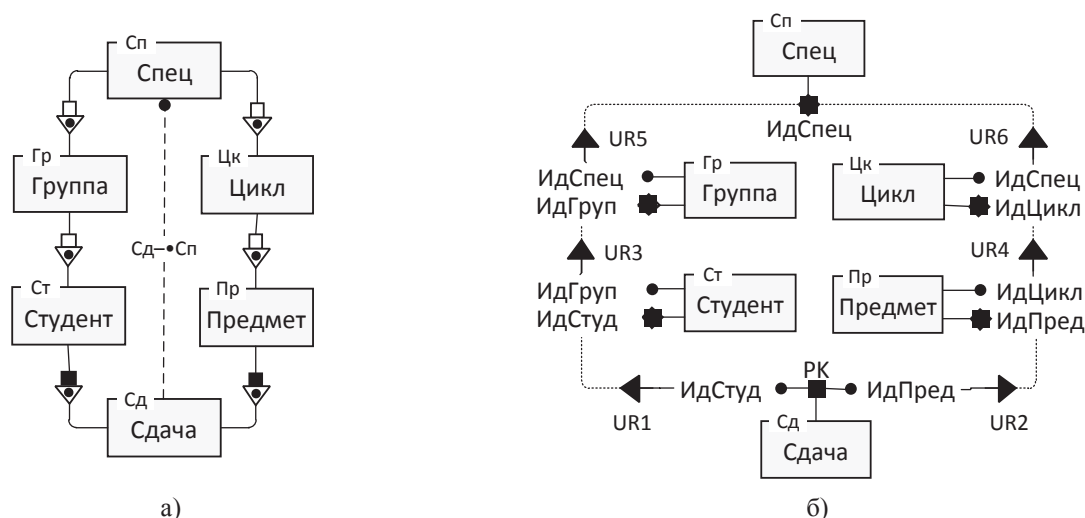 Сп
Спец
Гр
Группа
Цк
Цикл
Сд–•Сп
Ст
Студент
Пр
Предмет
Сд
Сдача
а)
Сп
Спец
ИдСпец
UR5
UR6
Гр
Группа
ИдСпец
ИдГруп
Цк
Цикл
ИдСпец
ИдЦикл
UR3
UR4
Ст
Студент
ИдГруп
ИдСтуд
Пр
Предмет
ИдЦикл
ИдПред
PK
ИдСтуд
ИдПред
UR1
UR2
Сд
Сдача
б)